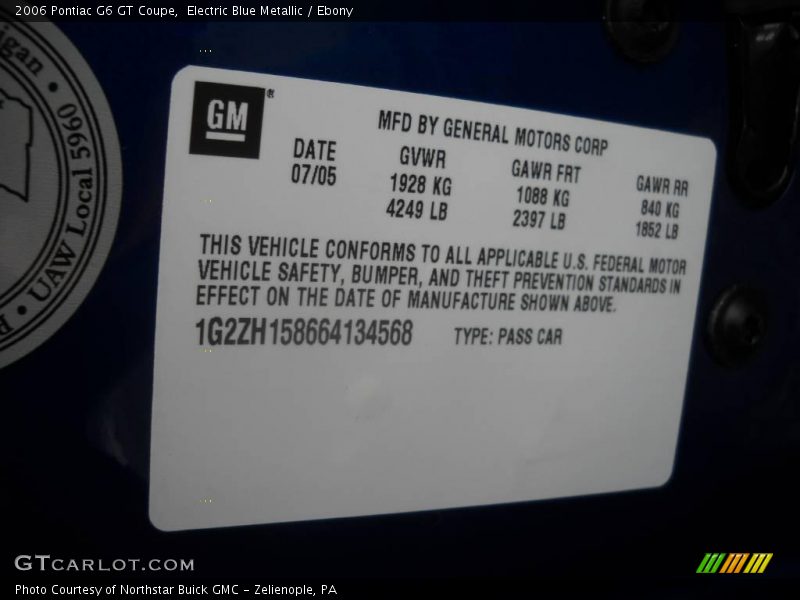 2006 Pontiac G6 GT Coupe, Electric Blue Metallic / Ebony
igan • UAW Local 5960 •
GM®
MFD BY GENERAL MOTORS CORP
DATE GVWR GAWR FRT GAWR RR
07/05 1928 KG 1088 KG 840 KG
4249 LB 2397 LB 1852 LB
THIS VEHICLE CONFORMS TO ALL APPLICABLE U.S. FEDERAL MOTOR
VEHICLE SAFETY, BUMPER, AND THEFT PREVENTION STANDARDS IN
EFFECT ON THE DATE OF MANUFACTURE SHOWN ABOVE.
1G2ZH158664134568 TYPE: PASS CAR
GTCARLOT.COM
Photo Courtesy of Northstar Buick GMC - Zelienople, PA